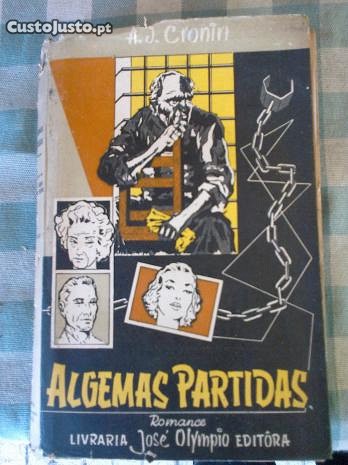 CustoJusto.pt
A. J. Cronin
ALGEMAS PARTIDAS
Romance
LIVRARIA José Olympio EDITÔRA